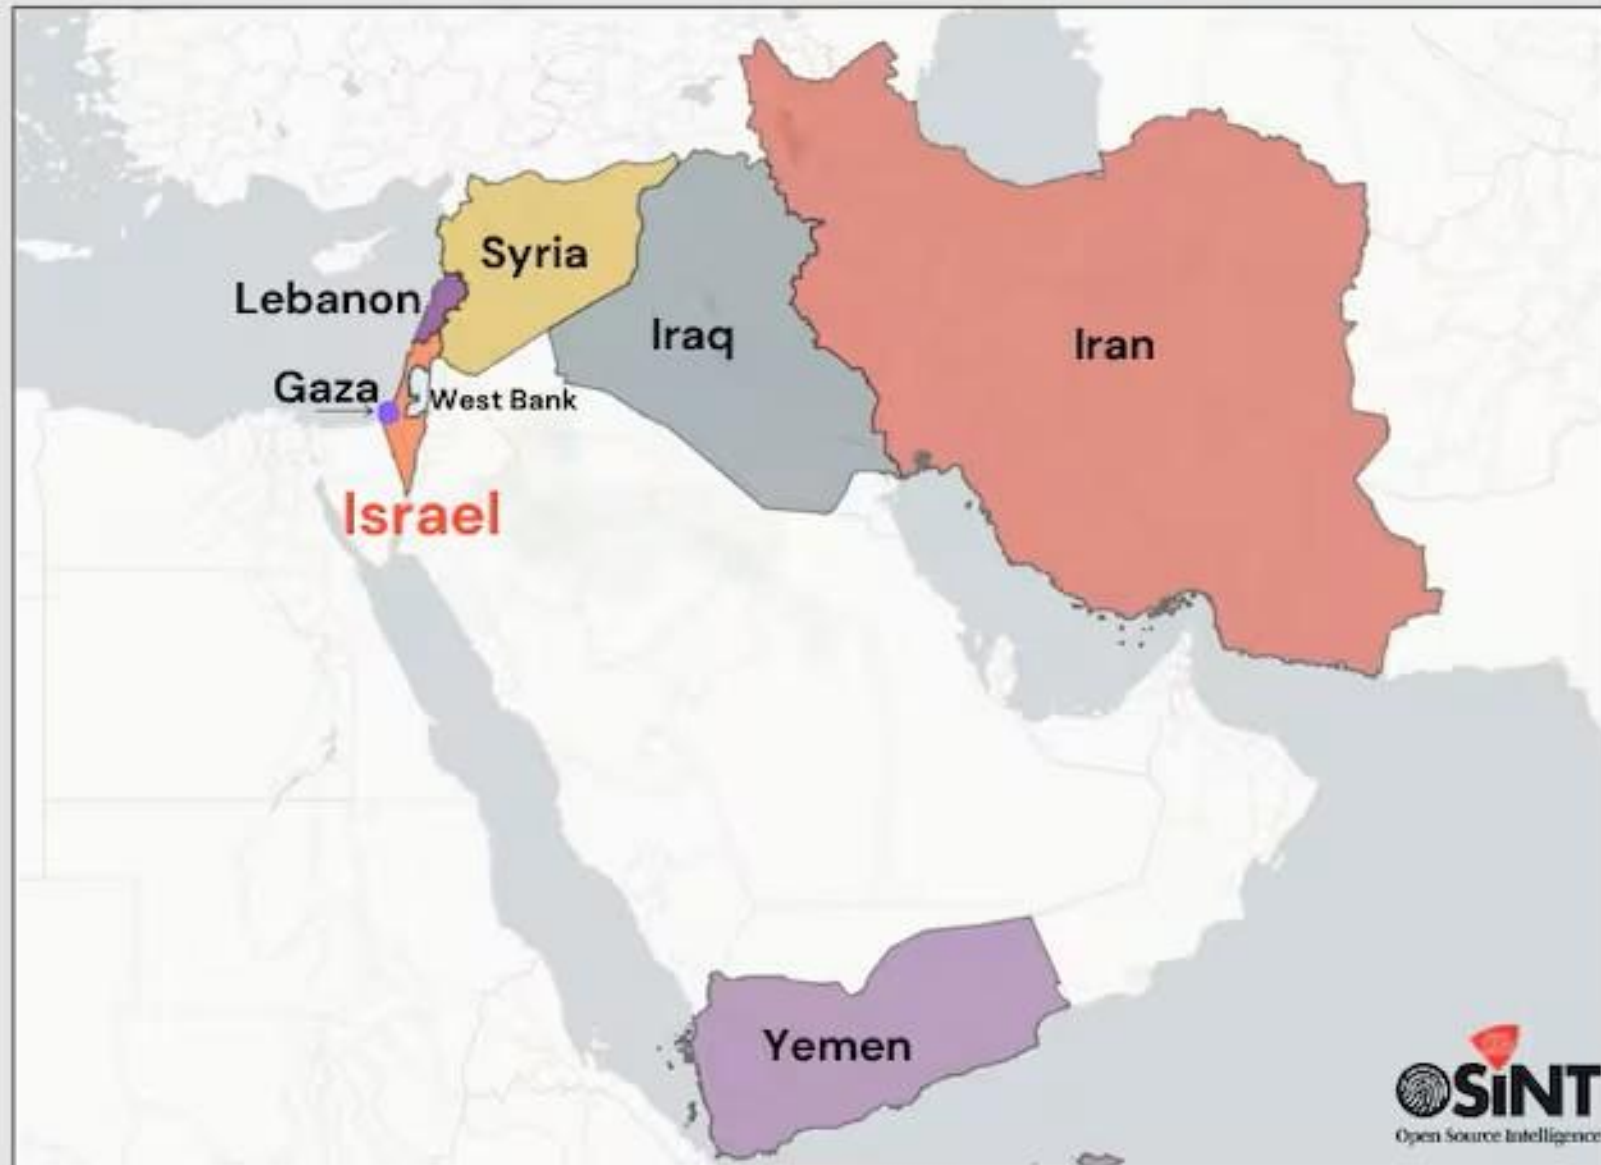 Syria
Lebanon
Iraq
Iran
Gaza
West Bank
Israel
Yemen
OSiNT
Open Source Intelligence